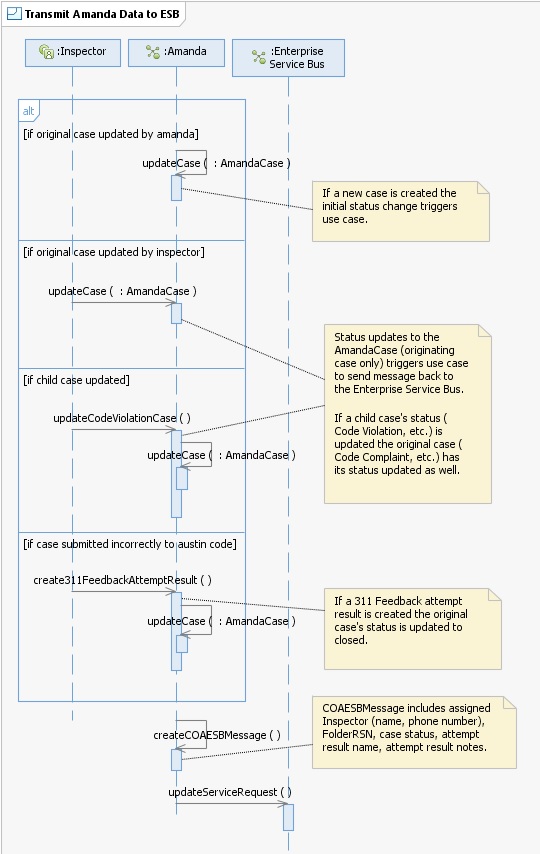 Transmit Amanda Data to ESB
:Inspector
:Amanda
:Enterprise
Service Bus
alt
[if original case updated by amanda]
updateCase ( : AmandaCase )
If a new case is created the
initial status change triggers
use case.
[if original case updated by inspector]
updateCase ( : AmandaCase )
Status updates to the
AmandaCase (originating
case only) triggers use case
to send message back to
the Enterprise Service Bus.
If a child case's status (
Code Violation, etc.) is
updated the original case (
Code Complaint, etc.) has
its status updated as well.
[if child case updated]
updateCodeViolationCase ( )
updateCase ( : AmandaCase )
[if case submitted incorrectly to austin code]
create311FeedbackAttemptResult ( )
If a 311 Feedback attempt
result is created the original
case's status is updated to
closed.
updateCase ( : AmandaCase )
COAESBMessage includes assigned
Inspector (name, phone number),
FolderRSN, case status, attempt
result name, attempt result notes.
createCOAESBMessage ( )
updateServiceRequest ( )